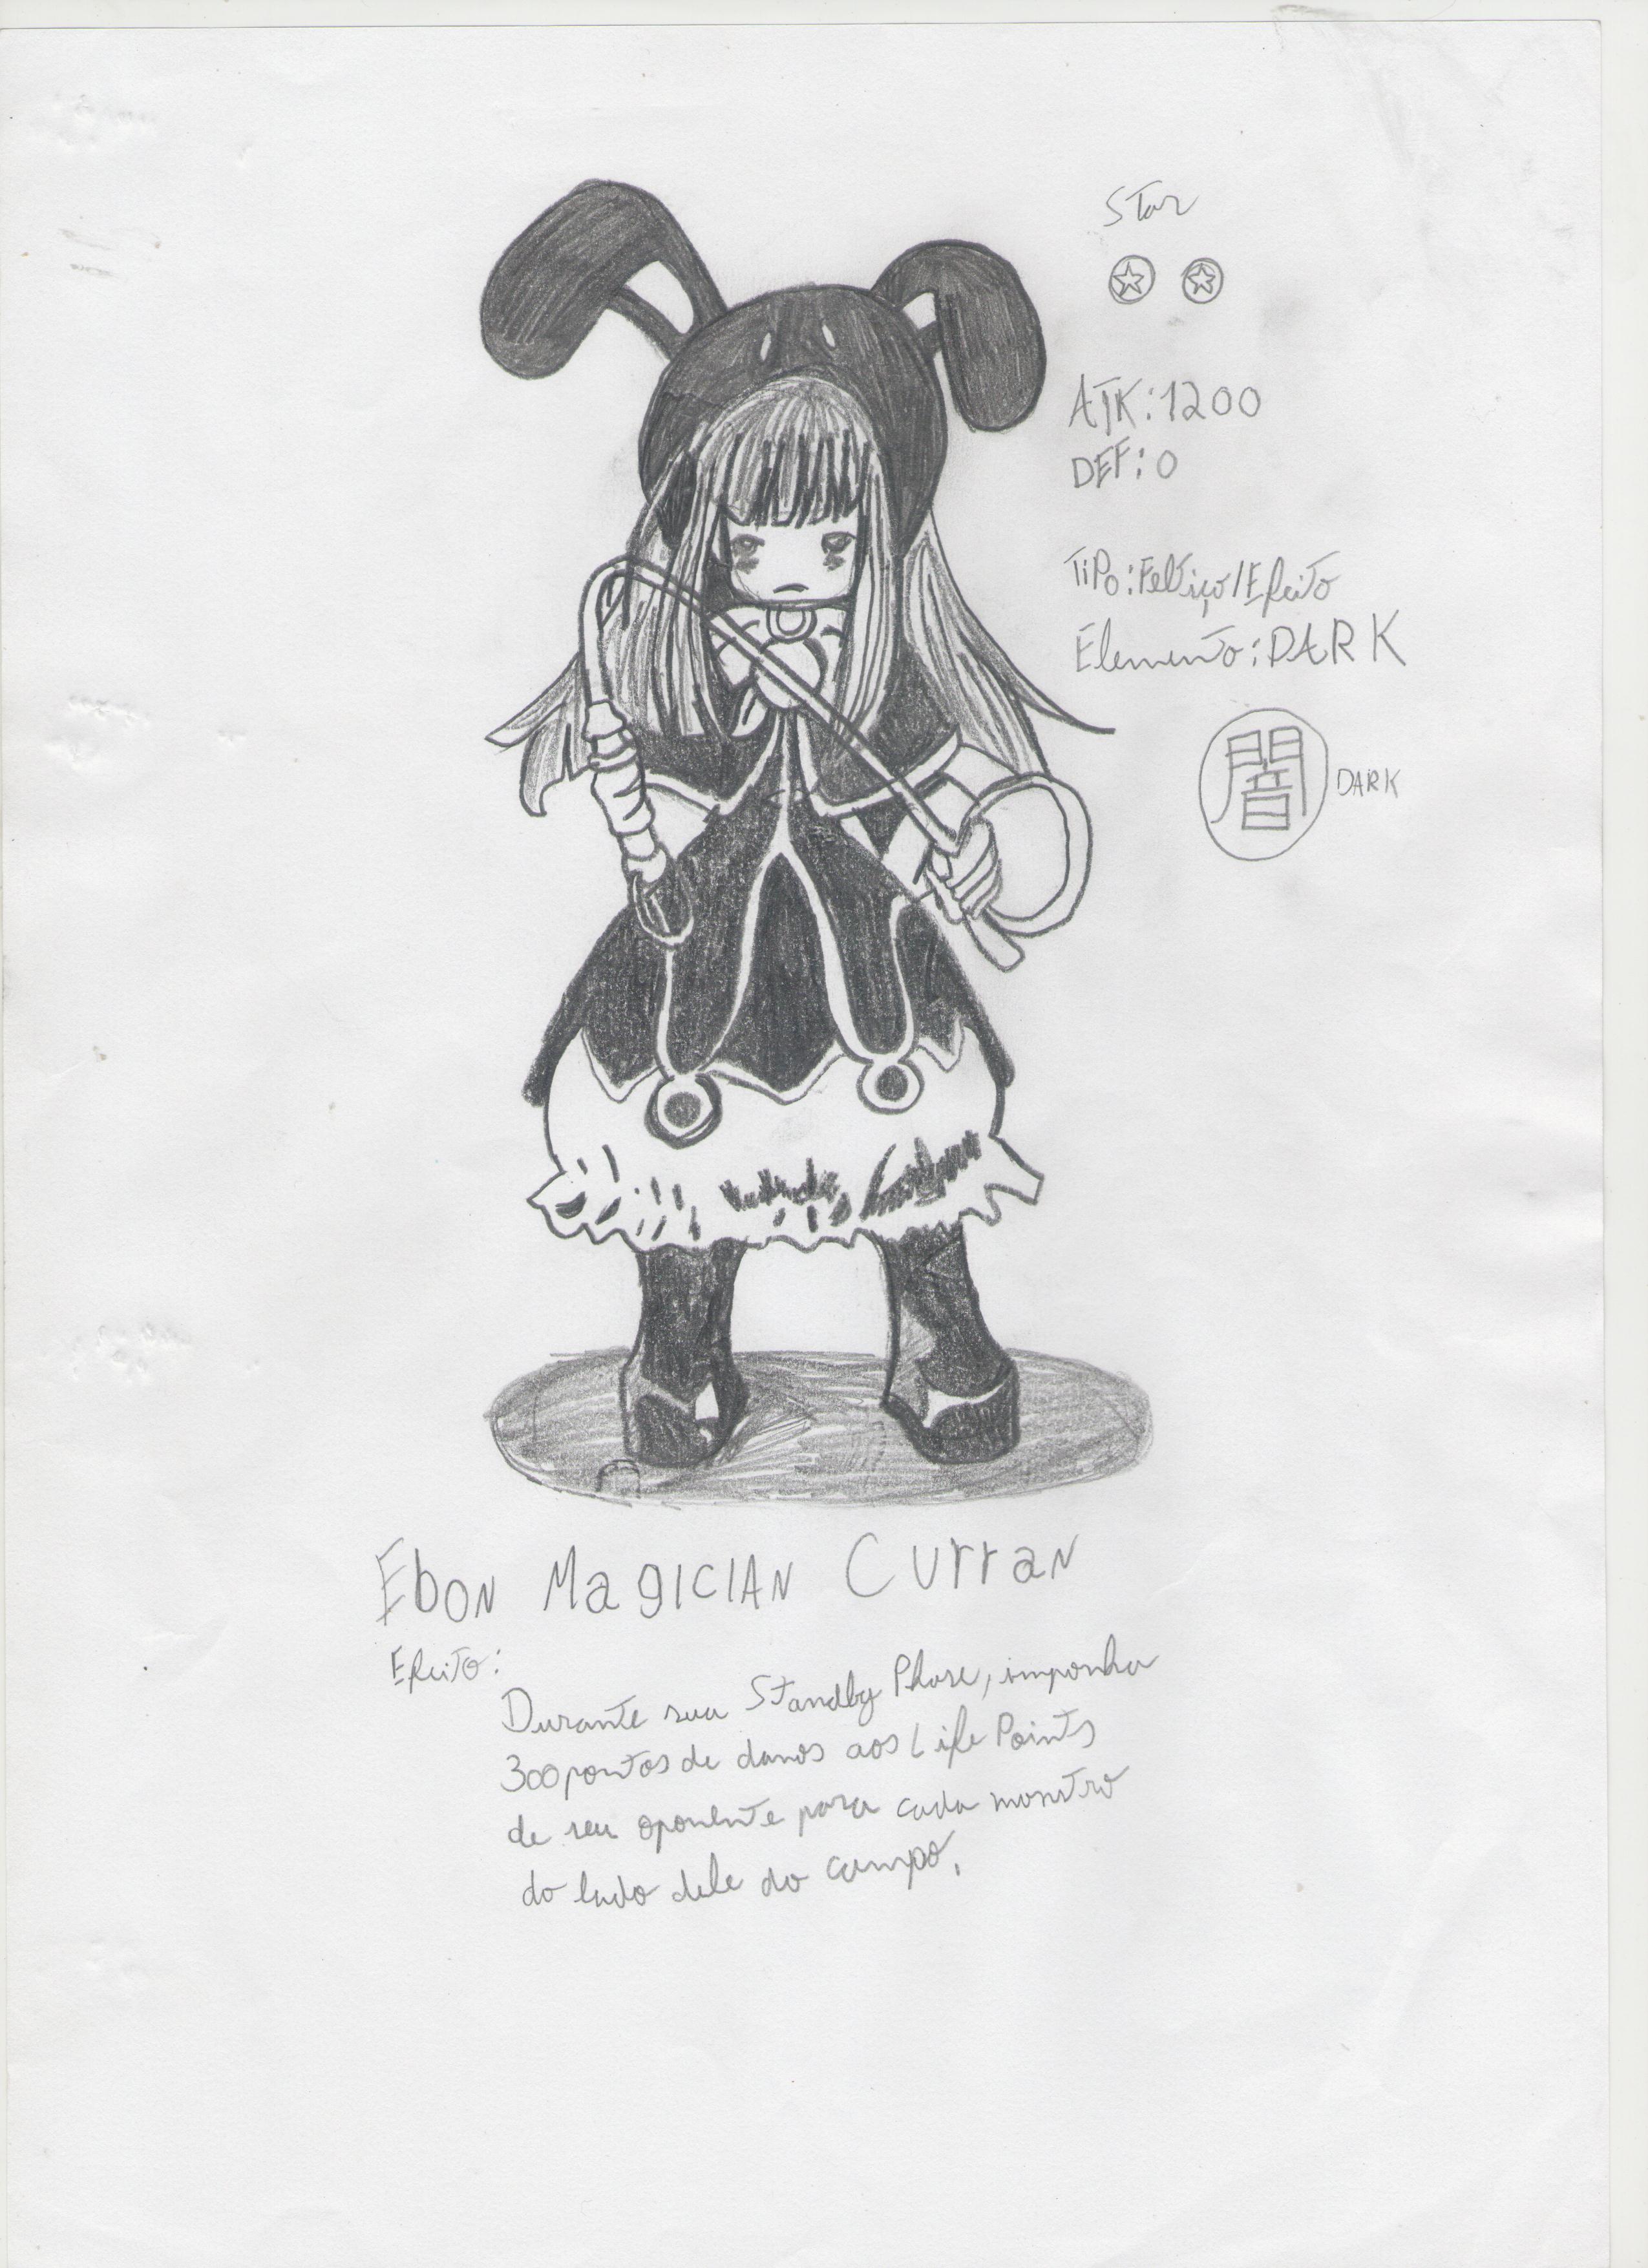 Star
ATK:1200
DEF:0
Tipo:Feitiço/Efeito
Elemento:DARK
闇 DARK
Ebon Magician Curran
Efeito:
Durante sua Standby Phase, imponha
300 pontos de danos aos Life Points
de seu oponente para cada monstro
do lado dele do campo.